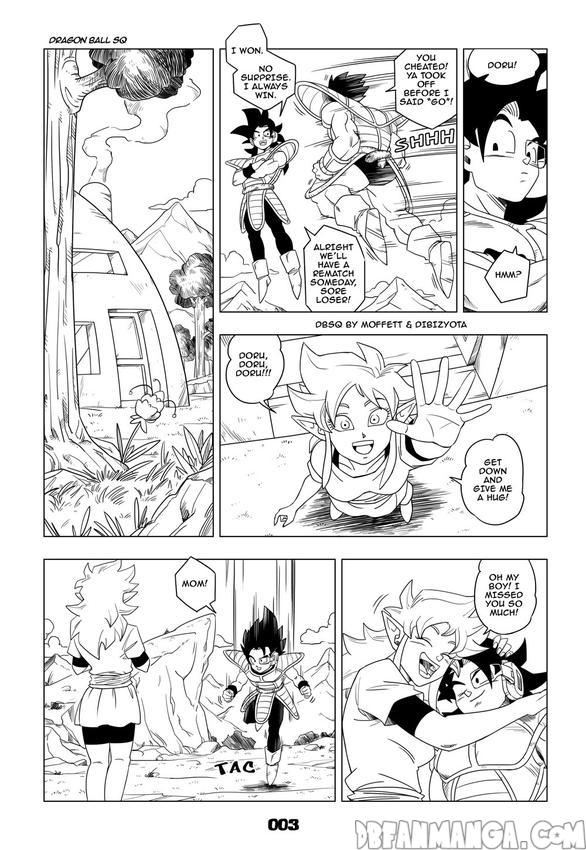 DRAGON BALL SQ
I WON.
NO
SURPRISE.
I ALWAYS
WIN.
YOU
CHEATED!
YA TOOK
OFF
BEFORE I
SAID "GO"!
SHHH
ALRIGHT
WE'LL
HAVE A
REMATCH
SOMEDAY,
SORE
LOSER!
DORU!
HMM?
DBSQ BY MOFFETT & DIBIZYOTA
DORU,
DORU,
DORU!!!
GET
DOWN
AND
GIVE ME
A HUG!
MOM!
TAC
OH MY
BOY! I
MISSED
YOU SO
MUCH!
003
DBFANMANGA.COM